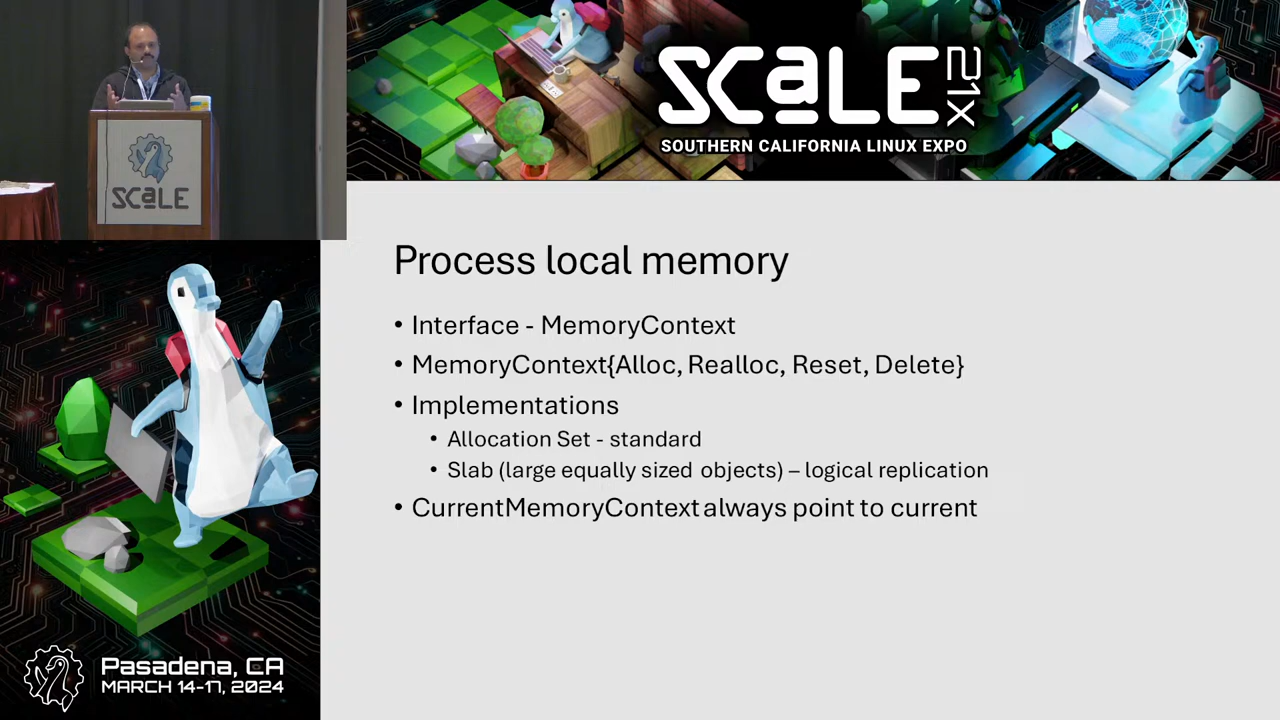 SCALE
21X
SOUTHERN CALIFORNIA LINUX EXPO
SCALE
Process local memory
• Interface - MemoryContext
• MemoryContext{Alloc, Realloc, Reset, Delete}
• Implementations
• Allocation Set - standard
• Slab (large equally sized objects) – logical replication
• CurrentMemoryContext always point to current
Pasadena, CA
MARCH 14-17, 2024